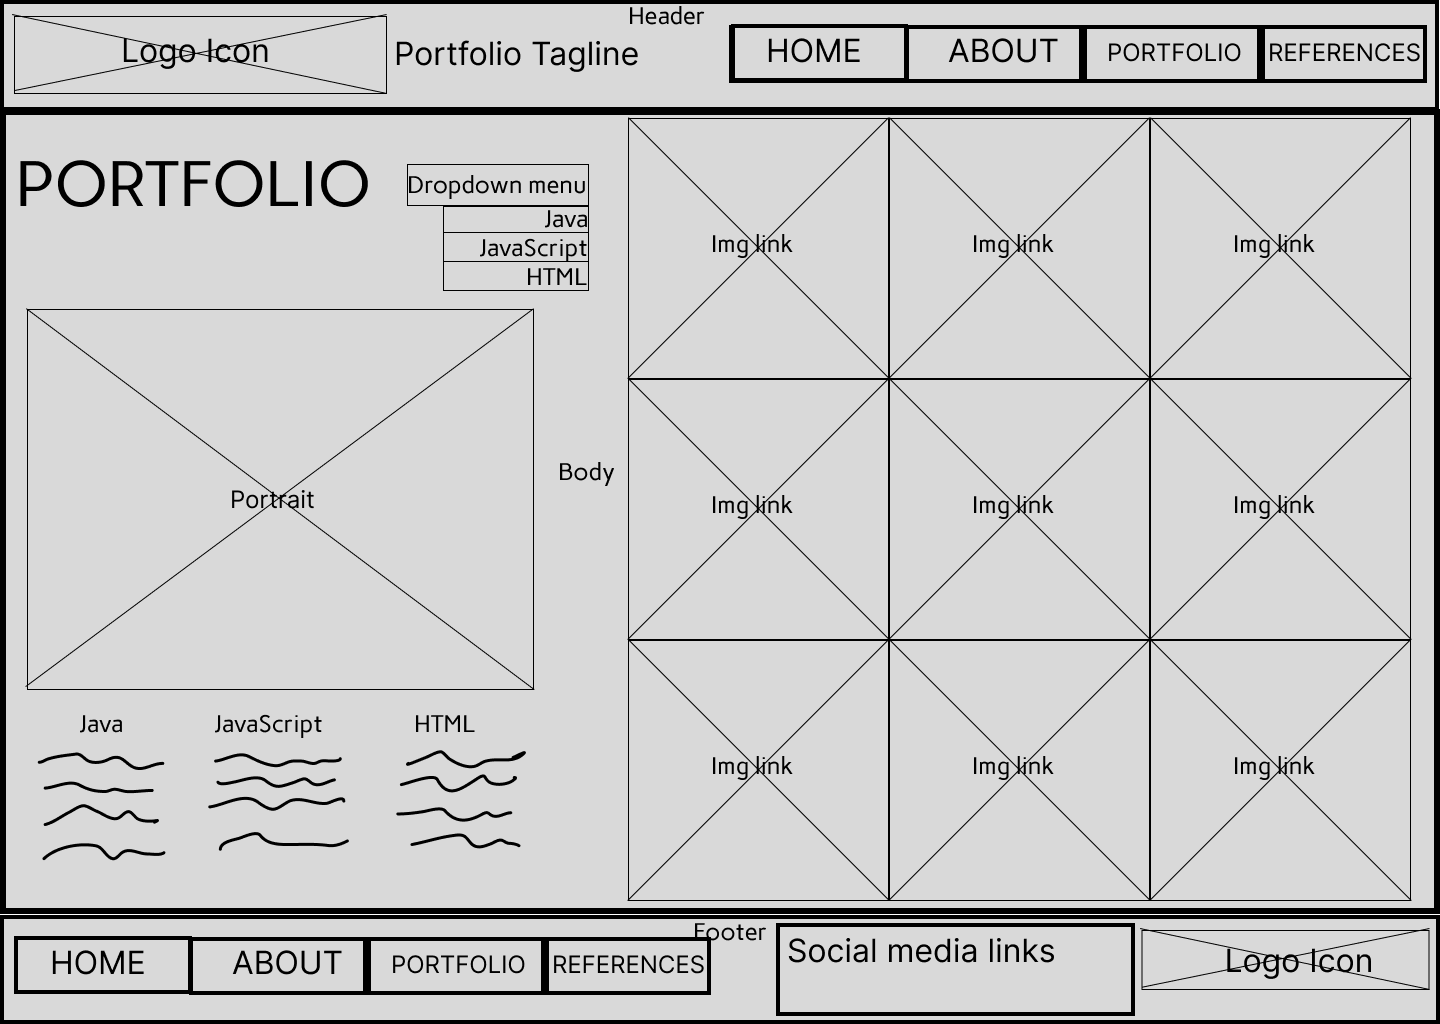 Header
Logo Icon
Portfolio Tagline
HOME
ABOUT
PORTFOLIO
REFERENCES
PORTFOLIO
Dropdown menu
Java
JavaScript
HTML
Portrait
Java
JavaScript
HTML
Body
Img link
Img link
Img link
Img link
Img link
Img link
Img link
Img link
Img link
Footer
HOME
ABOUT
PORTFOLIO
REFERENCES
Social media links
Logo Icon